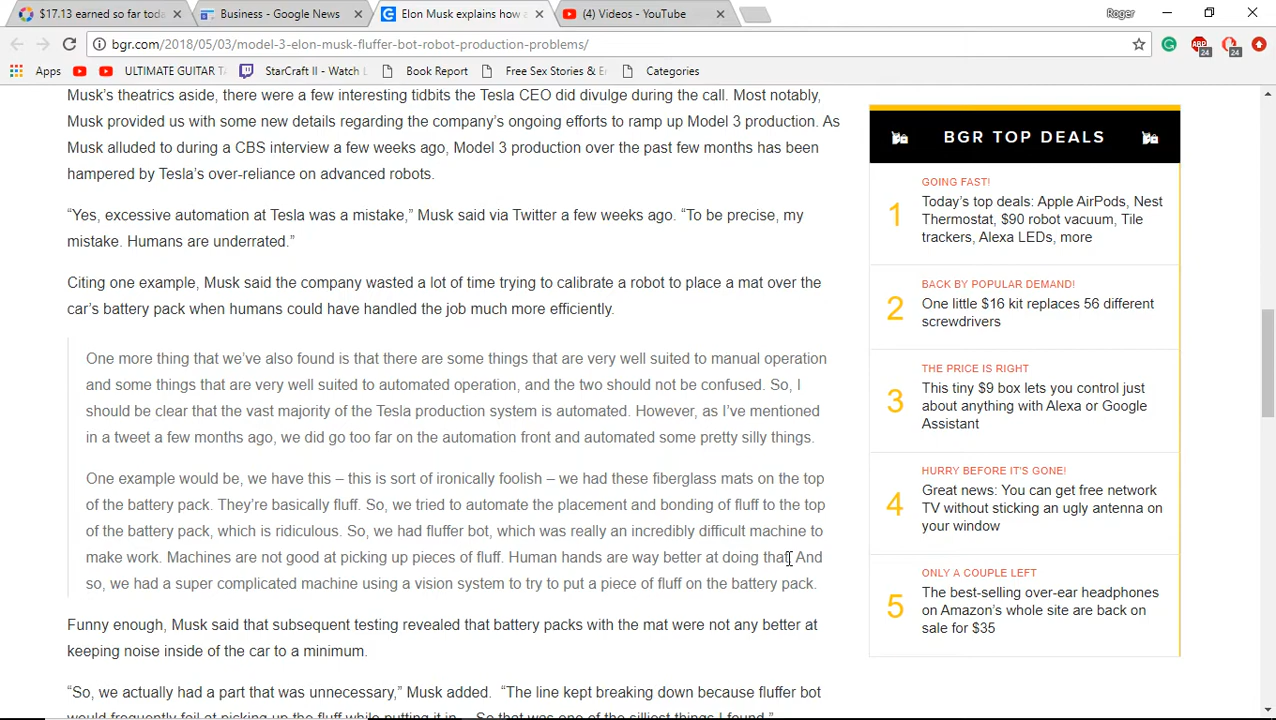 $17.13 earned so far toda
Business - Google News
Elon Musk explains how a
(4) Videos - YouTube
Roger
bgr.com/2018/05/03/model-3-elon-musk-fluffer-bot-robot-production-problems/
24
24
Apps
ULTIMATE GUITAR TA
StarCraft II - Watch L
Book Report
Free Sex Stories & E
Categories
Musk’s theatrics aside, there were a few interesting tidbits the Tesla CEO did divulge during the call. Most notably,
Musk provided us with some new details regarding the company’s ongoing efforts to ramp up Model 3 production. As
Musk alluded to during a CBS interview a few weeks ago, Model 3 production over the past few months has been
hampered by Tesla’s over-reliance on advanced robots.
“Yes, excessive automation at Tesla was a mistake,” Musk said via Twitter a few weeks ago. “To be precise, my
mistake. Humans are underrated.”
Citing one example, Musk said the company wasted a lot of time trying to calibrate a robot to place a mat over the
car’s battery pack when humans could have handled the job much more efficiently.
One more thing that we’ve also found is that there are some things that are very well suited to manual operation
and some things that are very well suited to automated operation, and the two should not be confused. So, I
should be clear that the vast majority of the Tesla production system is automated. However, as I’ve mentioned
in a tweet a few months ago, we did go too far on the automation front and automated some pretty silly things.
One example would be, we have this – this is sort of ironically foolish – we had these fiberglass mats on the top
of the battery pack. They’re basically fluff. So, we tried to automate the placement and bonding of fluff to the top
of the battery pack, which is ridiculous. So, we had fluffer bot, which was really an incredibly difficult machine to
make work. Machines are not good at picking up pieces of fluff. Human hands are way better at doing that. And
so, we had a super complicated machine using a vision system to try to put a piece of fluff on the battery pack.
Funny enough, Musk said that subsequent testing revealed that battery packs with the mat were not any better at
keeping noise inside of the car to a minimum.
“So, we actually had a part that was unnecessary,” Musk added. “The line kept breaking down because fluffer bot
would frequently fail at picking up the fluff while putting it in... So that was one of the silliest things I found.”
BGR TOP DEALS
GOING FAST!
1
Today’s top deals: Apple AirPods, Nest
Thermostat, $90 robot vacuum, Tile
trackers, Alexa LEDs, more
BACK BY POPULAR DEMAND!
2
One little $16 kit replaces 56 different
screwdrivers
THE PRICE IS RIGHT
3
This tiny $9 box lets you control just
about anything with Alexa or Google
Assistant
HURRY BEFORE IT’S GONE!
4
Great news: You can get free network
TV without sticking an ugly antenna on
your window
ONLY A COUPLE LEFT
5
The best-selling over-ear headphones
on Amazon’s whole site are back on
sale for $35